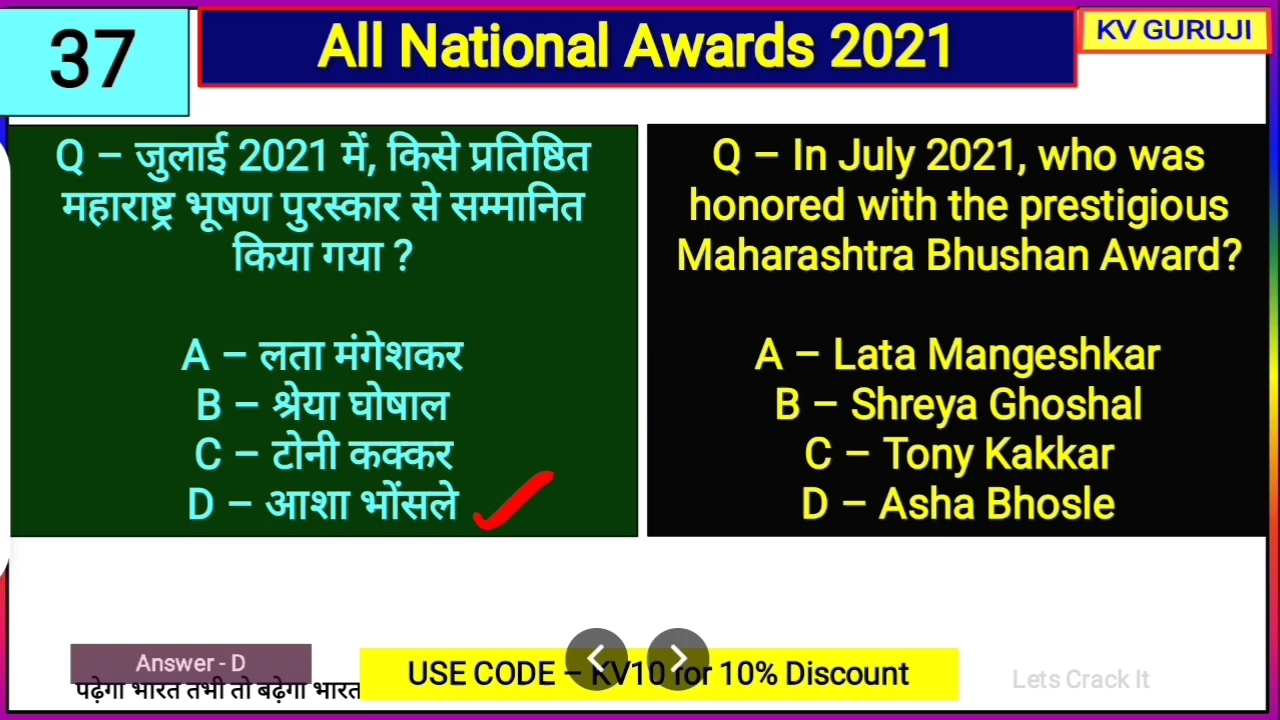 37
All National Awards 2021
KV GURUJI
Q – जुलाई 2021 में, किसे प्रतिष्ठित
महाराष्ट्र भूषण पुरस्कार से सम्मानित
किया गया ?
A – लता मंगेशकर
B – श्रेया घोषाल
C – टोनी कक्कर
D – आशा भोंसले
Q – In July 2021, who was
honored with the prestigious
Maharashtra Bhushan Award?
A – Lata Mangeshkar
B – Shreya Ghoshal
C – Tony Kakkar
D – Asha Bhosle
Answer - D
पढ़ेगा भारत तभी तो बढ़ेगा भारत
USE CODE – KV10 for 10% Discount
Lets Crack It